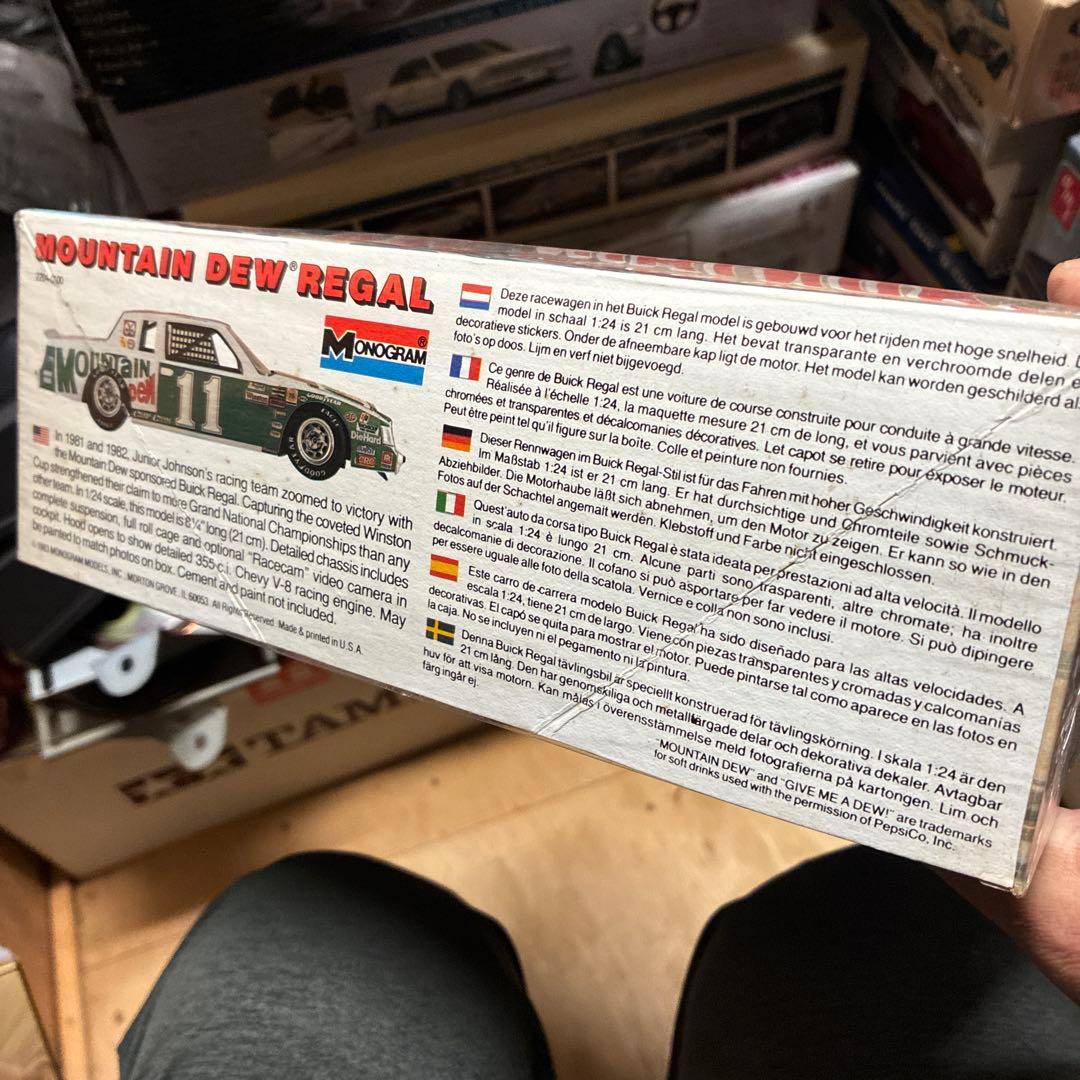 MOUNTAIN DEW® REGAL
2204-0100
MONOGRAM®
MOUNTAIN
DEW
11
GOODYEAR
DieHard
In 1981 and 1982, Junior Johnson's racing team zoomed to victory with
the Mountain Dew sponsored Buick Regal. Capturing the coveted Winston
Cup strengthened their claim to more Grand National Championships than any
other team. In 1/24 scale, this model is 8¼" long (21 cm). Detailed chassis includes
complete suspension, full roll cage and optional "Racecam" video camera in
cockpit. Hood opens to show detailed 355 c.i. Chevy V-8 racing engine. May
be painted to match photos on box. Cement and paint not included.
© 1983 MONOGRAM MODELS, INC., MORTON GROVE, IL 60053. All Rights Reserved. Made & printed in U.S.A.
Deze racewagen in het Buick Regal model is gebouwd voor het rijden met hoge snelheid.
model in schaal 1:24 is 21 cm lang. Het bevat transparante en verchroomde delen e
decoratieve stickers. Onder de afneembare kap ligt de motor. Het model kan worden geschilderd al
foto's op doos. Lijm en verf niet bijgevoegd.
Ce genre de Buick Regal est une voiture de course construite pour conduite à grande vitesse.
Réalisée à l'échelle 1:24, la maquette mesure 21 cm de long, et vous parvient avec pièces
chromées et transparentes et décalcomanies décoratives. Let capot se retire pour exposer le moteur.
Peut être peint tel qu'il figure sur la boîte. Colle et peinture non fournies.
Dieser Rennwagen im Buick Regal-Stil ist für das Fahren mit hoher Geschwindigkeit konstruiert.
Im Maßstab 1:24 ist er 21 cm lang. Er hat durchsichtige und Chromteile sowie Schmuck-
Abziehbilder. Die Motorhaube läßt sich abnehmen, um den Motor zu zeigen. Er kann so wie in den
Fotos auf der Schachtel angemalt werden. Klebstoff und Farbe nicht eingeschlossen.
Quest'auto da corsa tipo Buick Regal è stata ideata per prestazioni ad alta velocità. Il modello
in scala 1:24 è lungo 21 cm. Alcune parti sono trasparenti, altre chromate; ha inoltre
decalcomanie di decorazione. Il cofano si può asportare per far vedere il motore. Si può dipingere
per essere uguale alle foto della scatola. Vernice e colla non sono inclusi.
Este carro de carrera modelo Buick Regal ha sido diseñado para las altas velocidades. A
escala 1:24, tiene 21 cm de largo. Viene con piezas transparentes y cromadas y calcomanías
decorativas. El capó se quita para mostrar el motor. Puede pintarse tal como aparece en las fotos en
la caja. No se incluyen ni el pegamento ni la pintura.
Denna Buick Regal tävlingsbil är speciellt konstruerad för tävlingskörning. I skala 1:24 är den
21 cm lång. Den har genomskiliga och metallfärgade delar och dekorativa dekaler. Avtagbar
huv för att visa motorn. Kan målas i överensstämmelse meld fotografierna på kartongen. Lim och
färg ingår ej.
"MOUNTAIN DEW" and "GIVE ME A DEW!" are trademarks
for soft drinks used with the permission of PepsiCo, Inc.